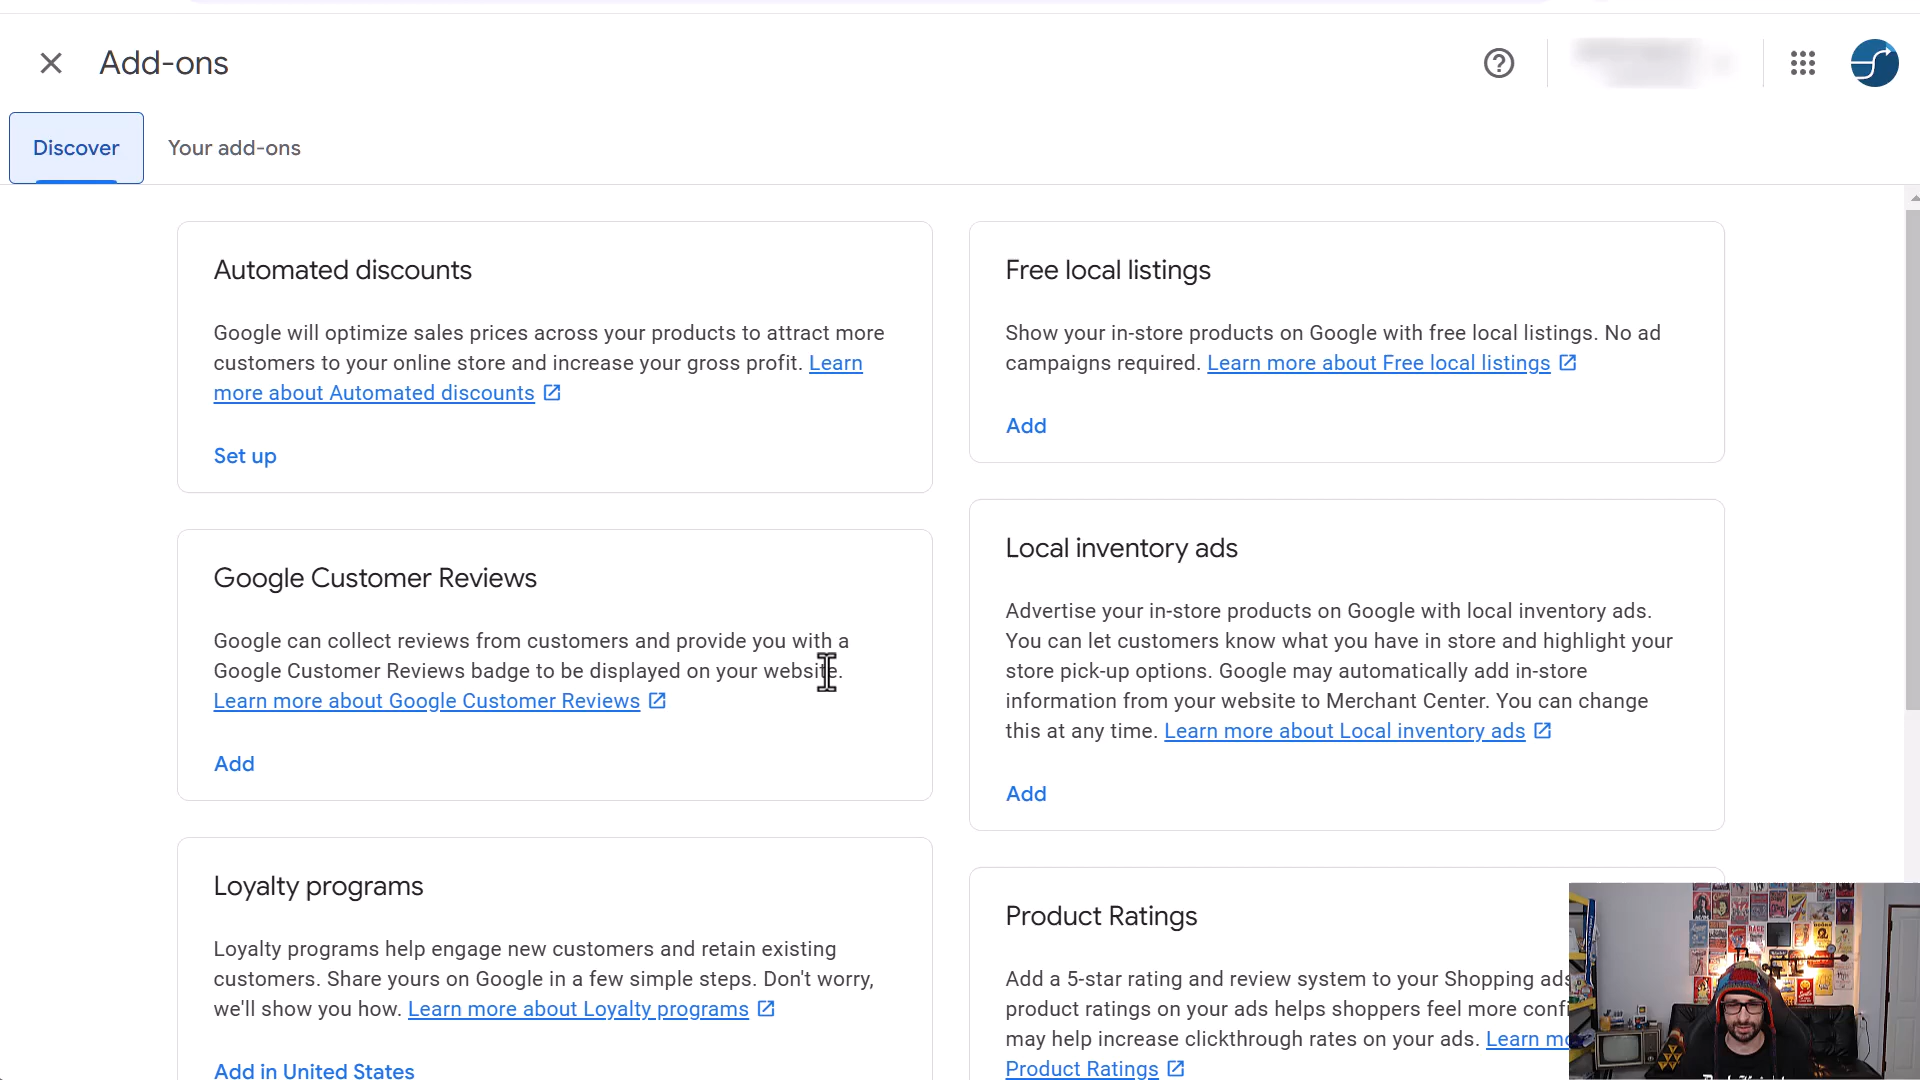 Add-ons
Discover
Your add-ons
Automated discounts
Google will optimize sales prices across your products to attract more
customers to your online store and increase your gross profit. Learn
more about Automated discounts
Set up
Google Customer Reviews
Google can collect reviews from customers and provide you with a
Google Customer Reviews badge to be displayed on your website.
Learn more about Google Customer Reviews
Add
Loyalty programs
Loyalty programs help engage new customers and retain existing
customers. Share yours on Google in a few simple steps. Don't worry,
we'll show you how. Learn more about Loyalty programs
Add in United States
Free local listings
Show your in-store products on Google with free local listings. No ad
campaigns required. Learn more about Free local listings
Add
Local inventory ads
Advertise your in-store products on Google with local inventory ads.
You can let customers know what you have in store and highlight your
store pick-up options. Google may automatically add in-store
information from your website to Merchant Center. You can change
this at any time. Learn more about Local inventory ads
Add
Product Ratings
Add a 5-star rating and review system to your Shopping ads
product ratings on your ads helps shoppers feel more
may help increase clickthrough rates on your ads. Learn
Product Ratings